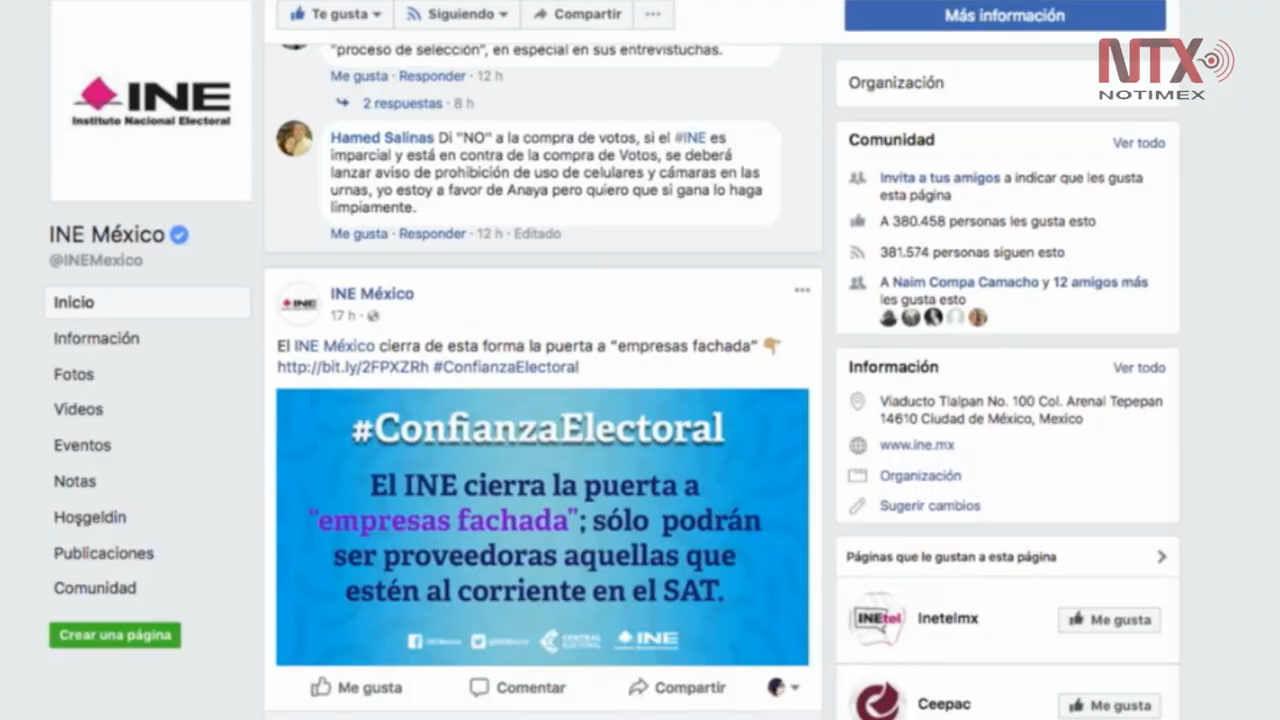 INE
Instituto Nacional Electoral
INE México
@INEMexico
Inicio
Información
Fotos
Videos
Eventos
Notas
Hoşgeldin
Publicaciones
Comunidad
Crear una página
Te gusta
Siguiendo
Compartir
"proceso de selección", en especial en sus entrevistuchas.
Me gusta · Responder · 12 h
2 respuestas · 8 h
Hamed Salinas Di "NO" a la compra de votos, si el #INE es
imparcial y está en contra de la compra de Votos, se deberá
lanzar aviso de prohibición de uso de celulares y cámaras en las
urnas, yo estoy a favor de Anaya pero quiero que si gana lo haga
limpiamente.
Me gusta · Responder · 12 h · Editado
INE
INE México
17 h
El INE México cierra de esta forma la puerta a "empresas fachada"
http://bit.ly/2FPXZRh #ConfianzaElectoral
#ConfianzaElectoral
El INE cierra la puerta a
"empresas fachada"; sólo podrán
ser proveedoras aquellas que
estén al corriente en el SAT.
CENTRAL
ELECTORAL
INE
Me gusta
Comentar
Compartir
Más información
NTX
NOTIMEX
Organización
Comunidad
Ver todo
Invita a tus amigos a indicar que les gusta
esta página
A 380.458 personas les gusta esto
381.574 personas siguen esto
A Naim Compa Camacho y 12 amigos más
les gusta esto
Información
Ver todo
Viaducto Tlalpan No. 100 Col. Arenal Tepepan
14610 Ciudad de México, Mexico
www.ine.mx
Organización
Sugerir cambios
Páginas que le gustan a esta página
INEtel
Inetelmx
Me gusta
Ceepac
Me gusta